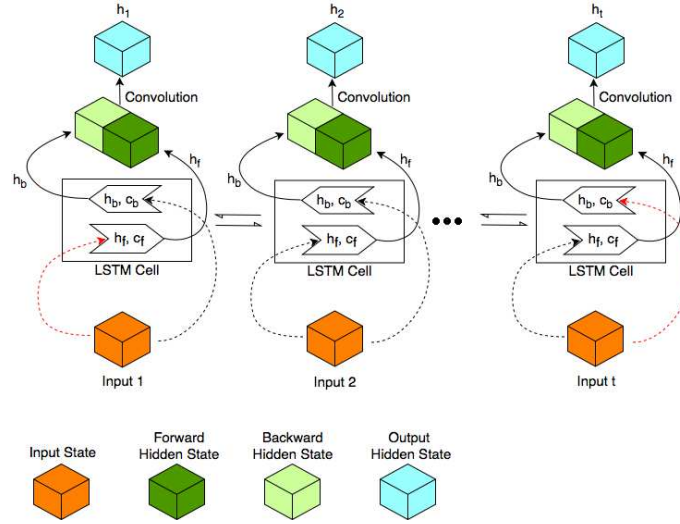 h1
h2
ht
Convolution
Convolution
Convolution
hb
hf
hb
hf
hb
hf
hb, cb
hb, cb
hb, cb
hf, cf
hf, cf
hf, cf
LSTM Cell
LSTM Cell
LSTM Cell
Input 1
Input 2
Input t
Input State
Forward
Hidden State
Backward
Hidden State
Output
Hidden State